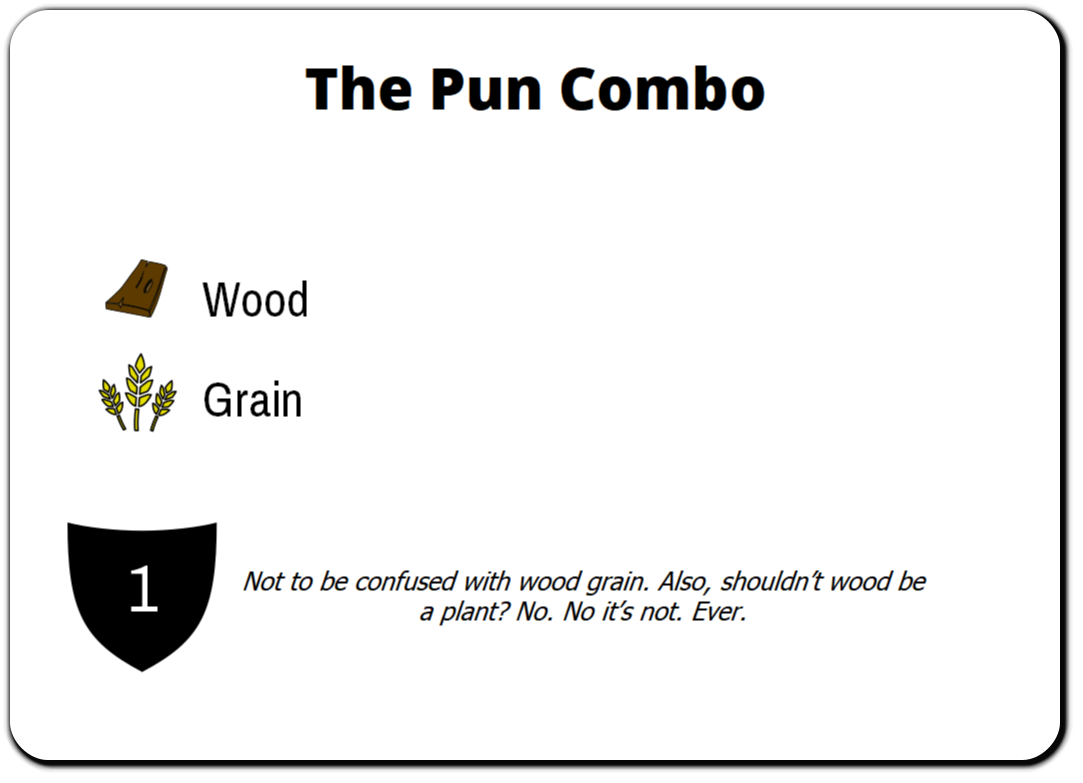 The Pun Combo
Wood
Grain
1
Not to be confused with wood grain. Also, shouldn’t wood be
a plant? No. No it’s not. Ever.